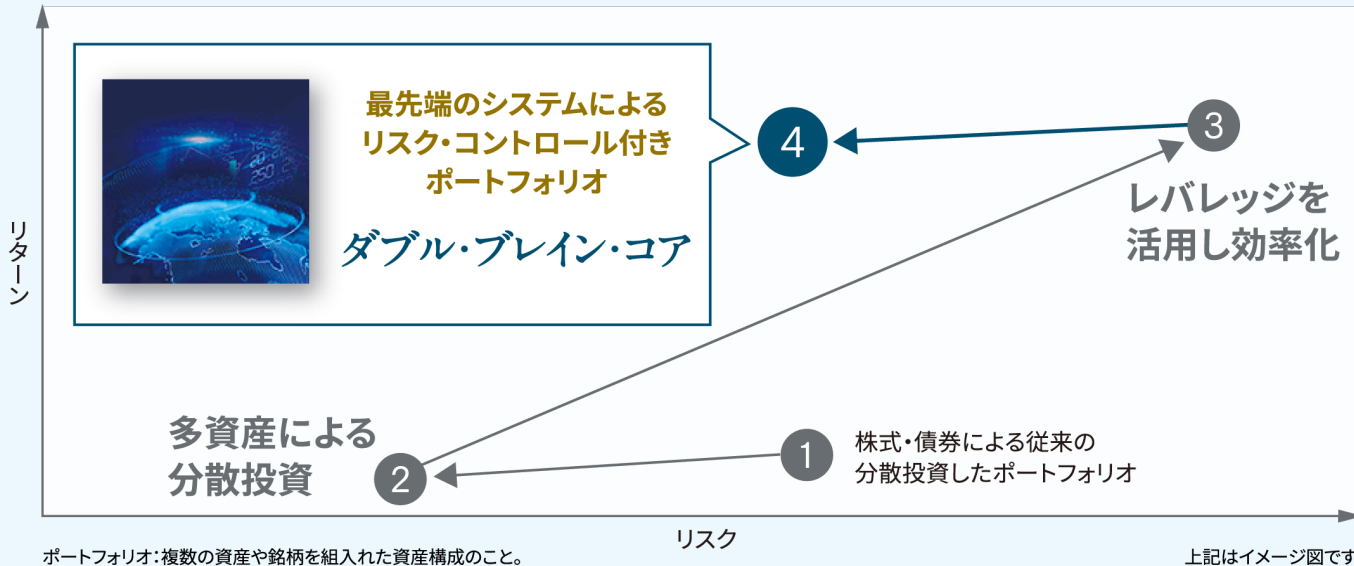 最先端のシステムによる
リスク・コントロール付き
ポートフォリオ
ダブル・ブレイン・コア
4
3
レバレッジを
活用し効率化
リターン
多資産による
分散投資
2
1
株式・債券による従来の
分散投資したポートフォリオ
リスク
ポートフォリオ：複数の資産や銘柄を組入れた資産構成のこと。
上記はイメージ図です